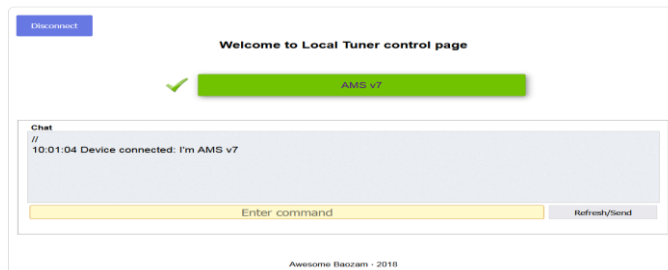 Disconnect
Welcome to Local Tuner control page
AMS v7
Chat
//
10:01:04 Device connected: I'm AMS v7
Enter command
Refresh/Send
Awesome Baozam - 2018